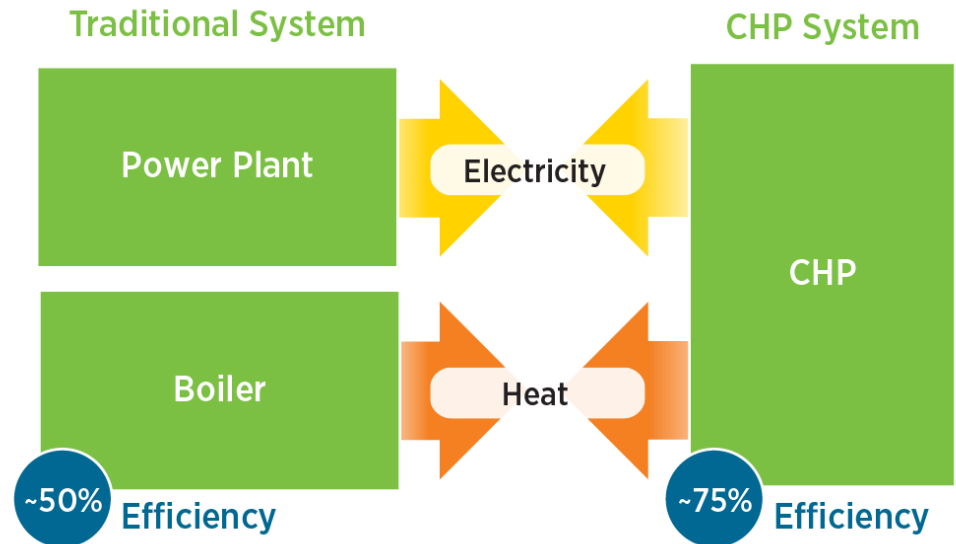 Traditional System
CHP System
Power Plant
Electricity
CHP
Boiler
Heat
~50% Efficiency
~75% Efficiency